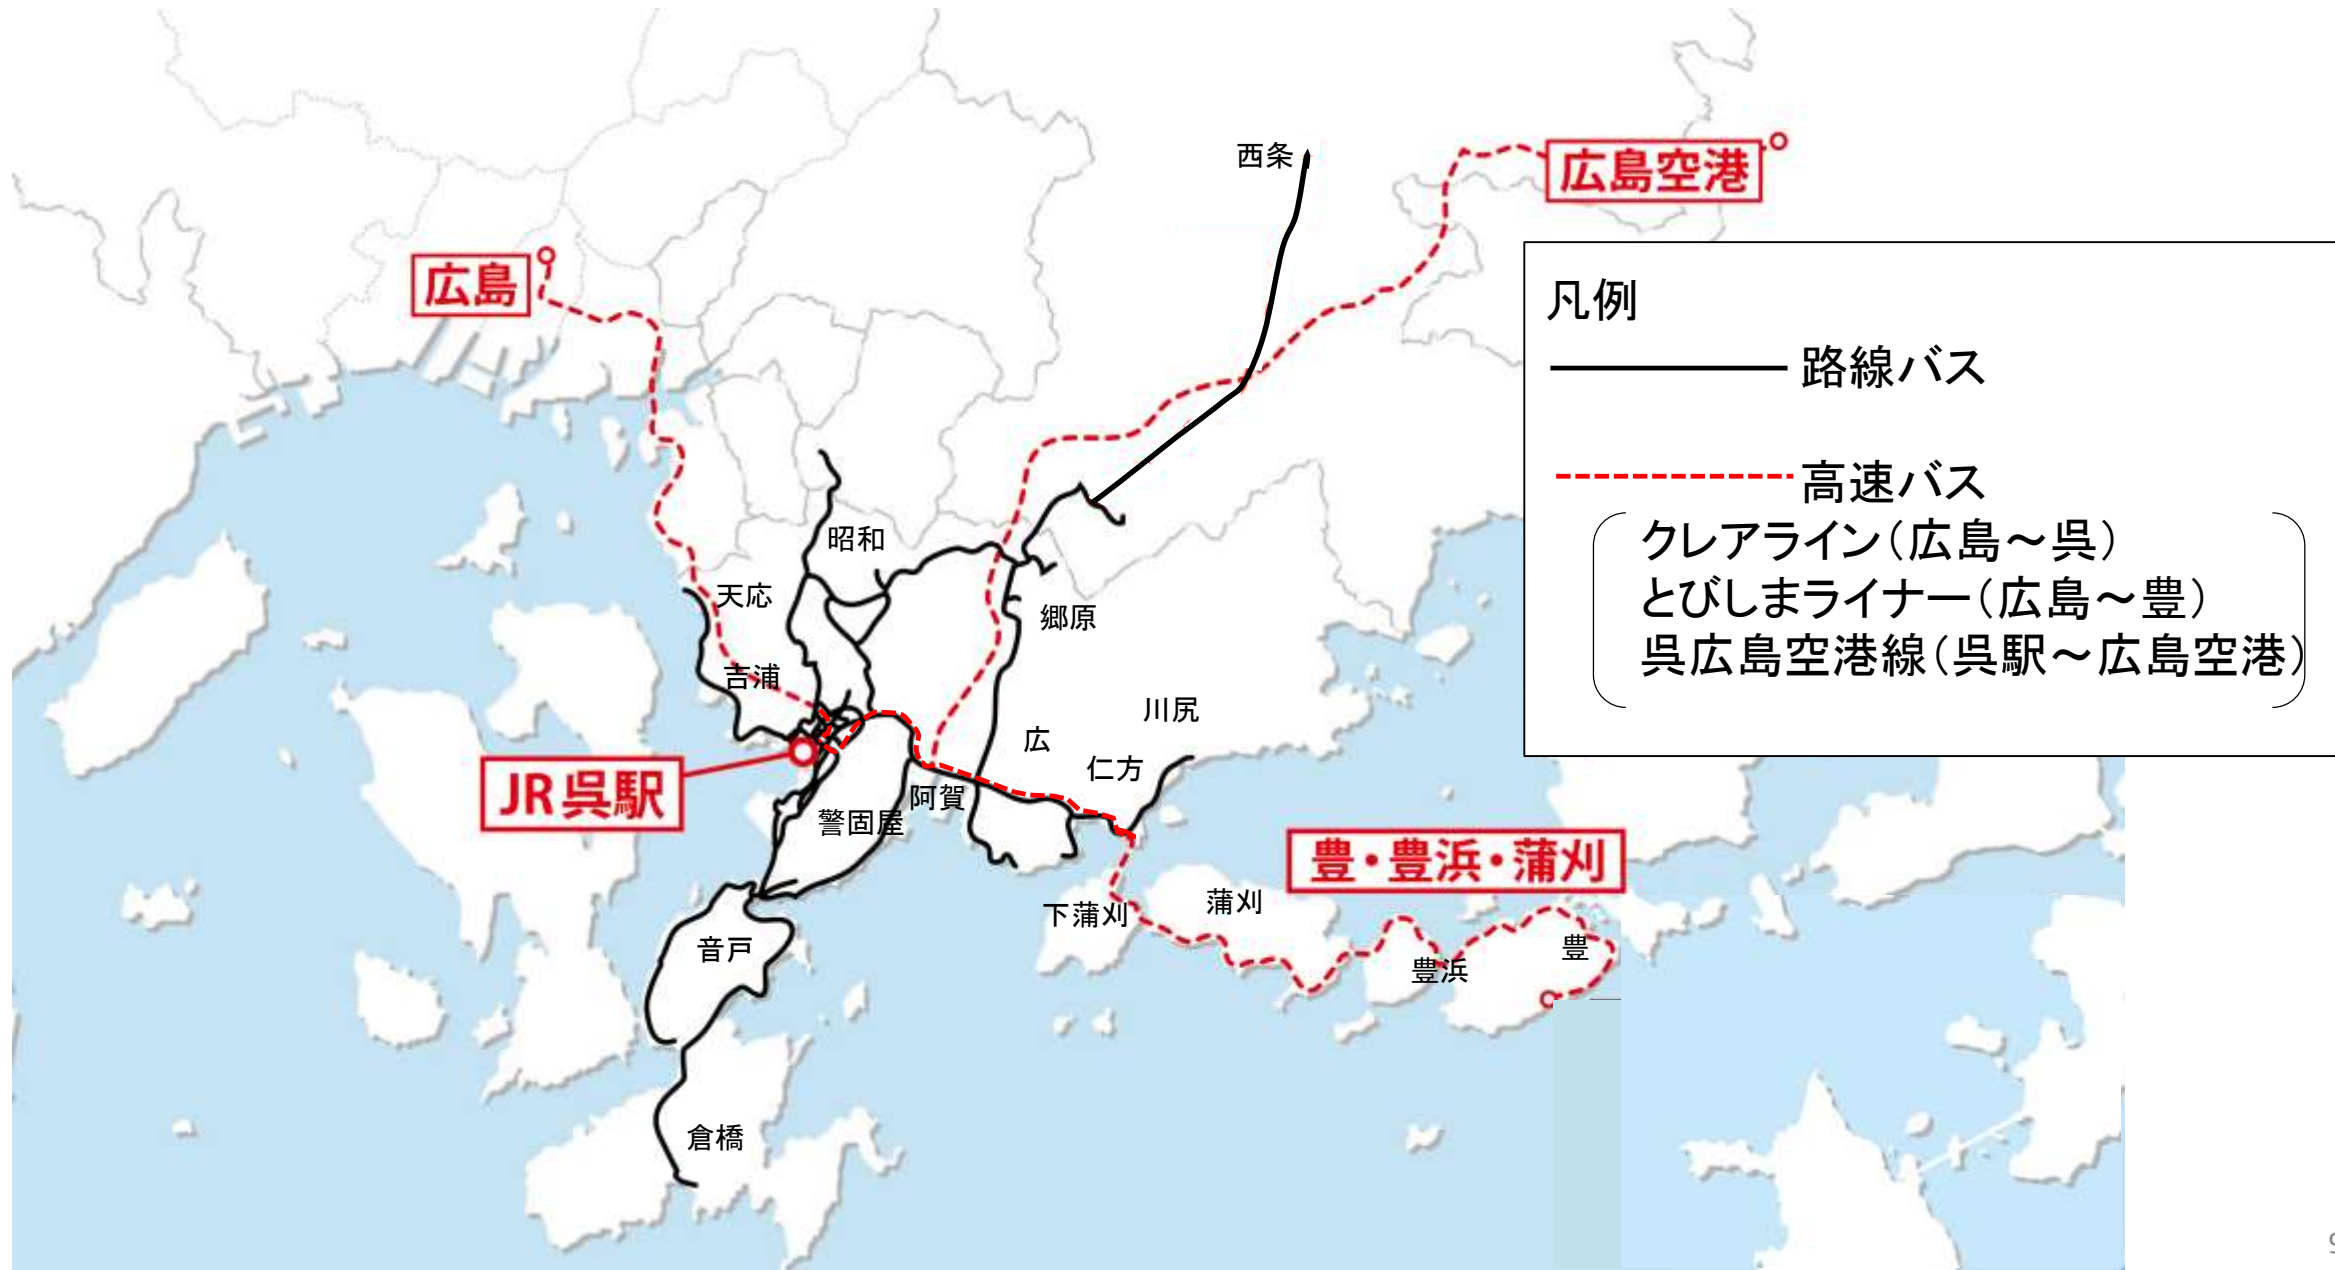 西条
広島空港
広島
凡例
路線バス
高速バス
クレアライン(広島～呉)
とびしまライナー(広島～豊)
呉広島空港線(呉駅～広島空港)
昭和
天応
郷原
吉浦
川尻
広
仁方
JR呉駅
阿賀
警固屋
豊・豊浜・蒲刈
蒲刈
下蒲刈
音戸
豊
豊浜
倉橋
9